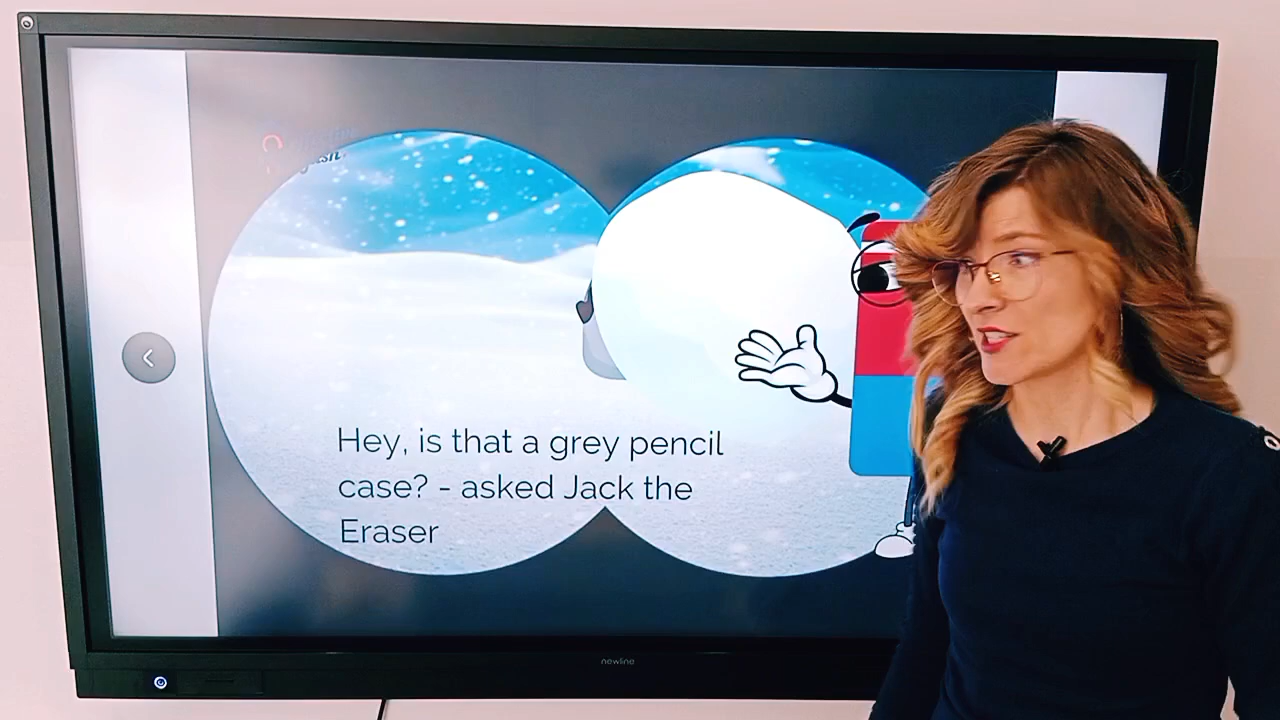 Hey, is that a grey pencil
case? - asked Jack the
Eraser
newline